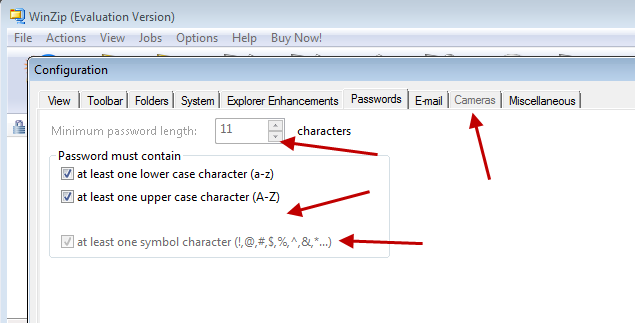 WinZip (Evaluation Version)
File Actions View Jobs Options Help Buy Now!
Configuration
View Toolbar Folders System Explorer Enhancements Passwords E-mail Cameras Miscellaneous
Minimum password length: 11 characters
Password must contain
at least one lower case character (a-z)
at least one upper case character (A-Z)
at least one symbol character (!,@,#,$,%,^,&,*...)